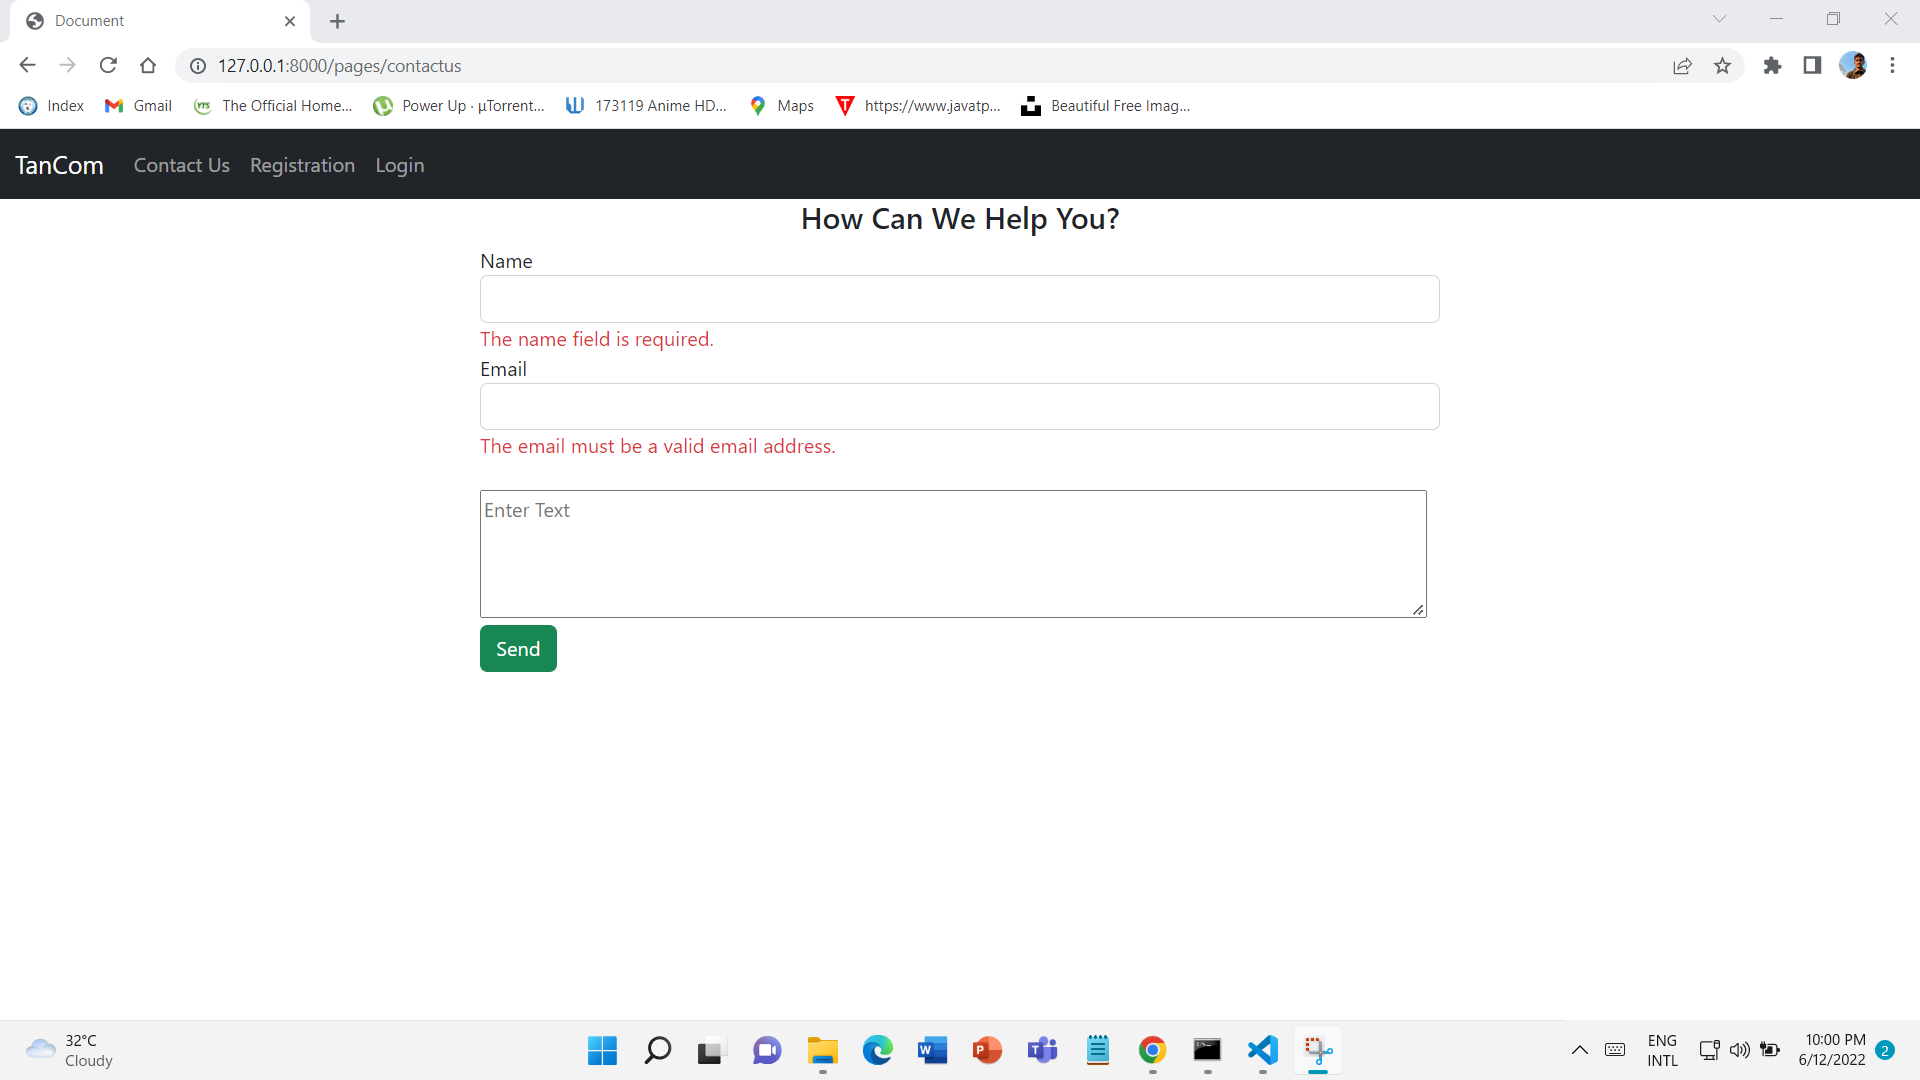 Document
127.0.0.1:8000/pages/contactus
Index
Gmail
The Official Home...
Power Up · µTorrent...
173119 Anime HD...
Maps
https://www.javatp...
Beautiful Free Imag...
TanCom
Contact Us
Registration
Login
How Can We Help You?
Name
The name field is required.
Email
The email must be a valid email address.
Enter Text
Send
32°C
Cloudy
ENG
INTL
10:00 PM
6/12/2022
2